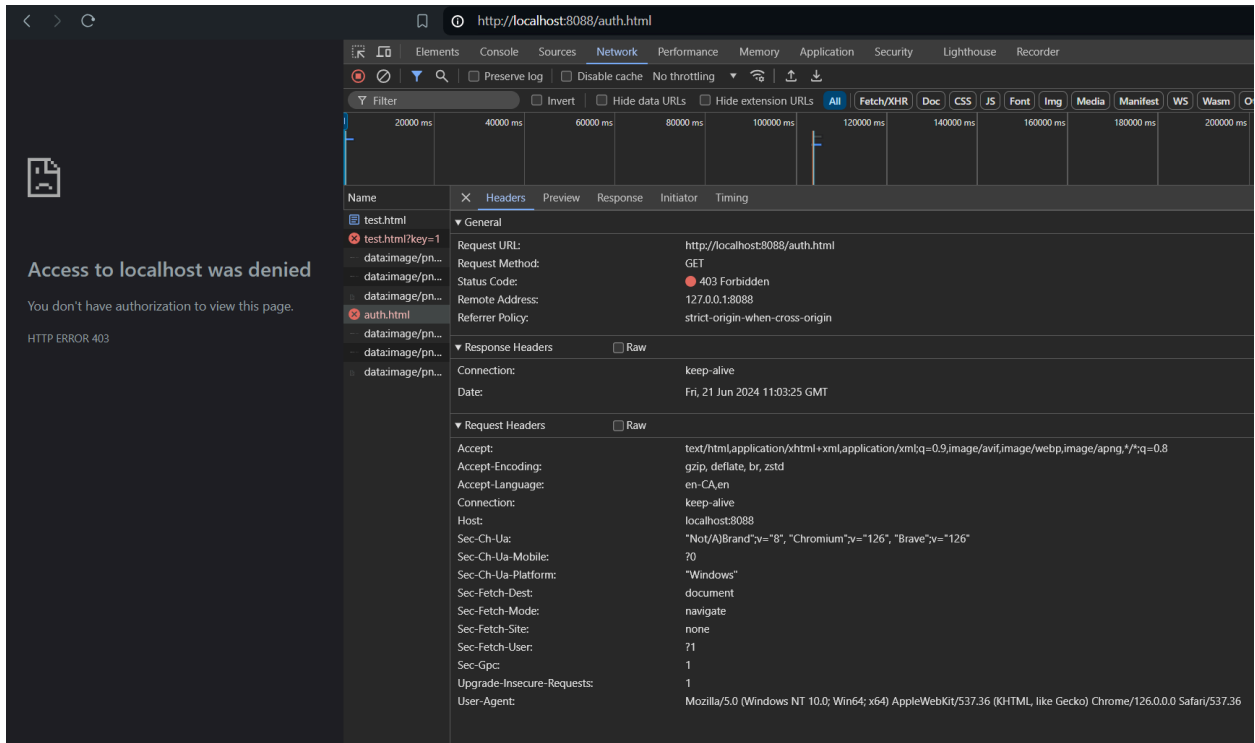 http://localhost:8088/auth.html
Elements Console Sources Network Performance Memory Application Security Lighthouse Recorder
Preserve log Disable cache No throttling
Filter Invert Hide data URLs Hide extension URLs All Fetch/XHR Doc CSS JS Font Img Media Manifest WS Wasm
20000 ms 40000 ms 60000 ms 80000 ms 100000 ms 120000 ms 140000 ms 160000 ms 180000 ms 200000 ms
Access to localhost was denied
You don't have authorization to view this page.
HTTP ERROR 403
Name
test.html
test.html?key=1
data:image/pn...
data:image/pn...
data:image/pn...
auth.html
data:image/pn...
data:image/pn...
data:image/pn...
Headers Preview Response Initiator Timing
General
Request URL: http://localhost:8088/auth.html
Request Method: GET
Status Code: 403 Forbidden
Remote Address: 127.0.0.1:8088
Referrer Policy: strict-origin-when-cross-origin
Response Headers Raw
Connection: keep-alive
Date: Fri, 21 Jun 2024 11:03:25 GMT
Request Headers Raw
Accept: text/html,application/xhtml+xml,application/xml;q=0.9,image/avif,image/webp,image/apng,*/*;q=0.8
Accept-Encoding: gzip, deflate, br, zstd
Accept-Language: en-CA,en
Connection: keep-alive
Host: localhost:8088
Sec-Ch-Ua: "Not/A)Brand";v="8", "Chromium";v="126", "Brave";v="126"
Sec-Ch-Ua-Mobile: ?0
Sec-Ch-Ua-Platform: "Windows"
Sec-Fetch-Dest: document
Sec-Fetch-Mode: navigate
Sec-Fetch-Site: none
Sec-Fetch-User: ?1
Sec-Gpc: 1
Upgrade-Insecure-Requests: 1
User-Agent: Mozilla/5.0 (Windows NT 10.0; Win64; x64) AppleWebKit/537.36 (KHTML, like Gecko) Chrome/126.0.0.0 Safari/537.36